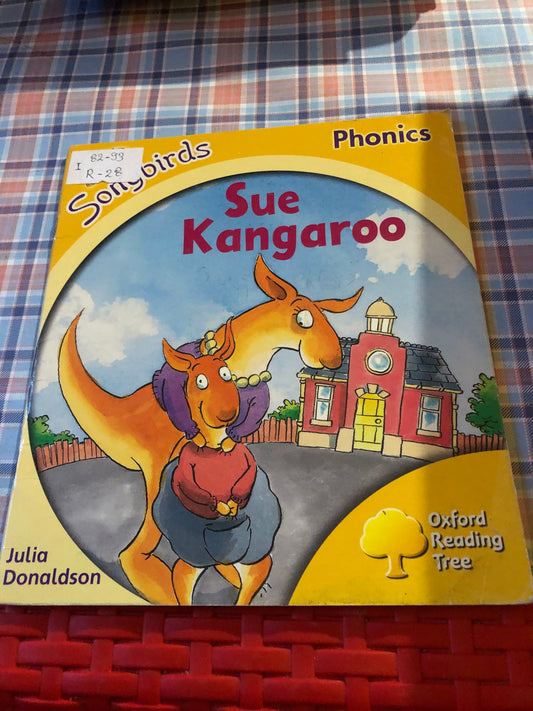 I 82-93
R-28
Songbirds
Phonics
Sue
Kangaroo
Julia
Donaldson
Oxford
Reading
Tree